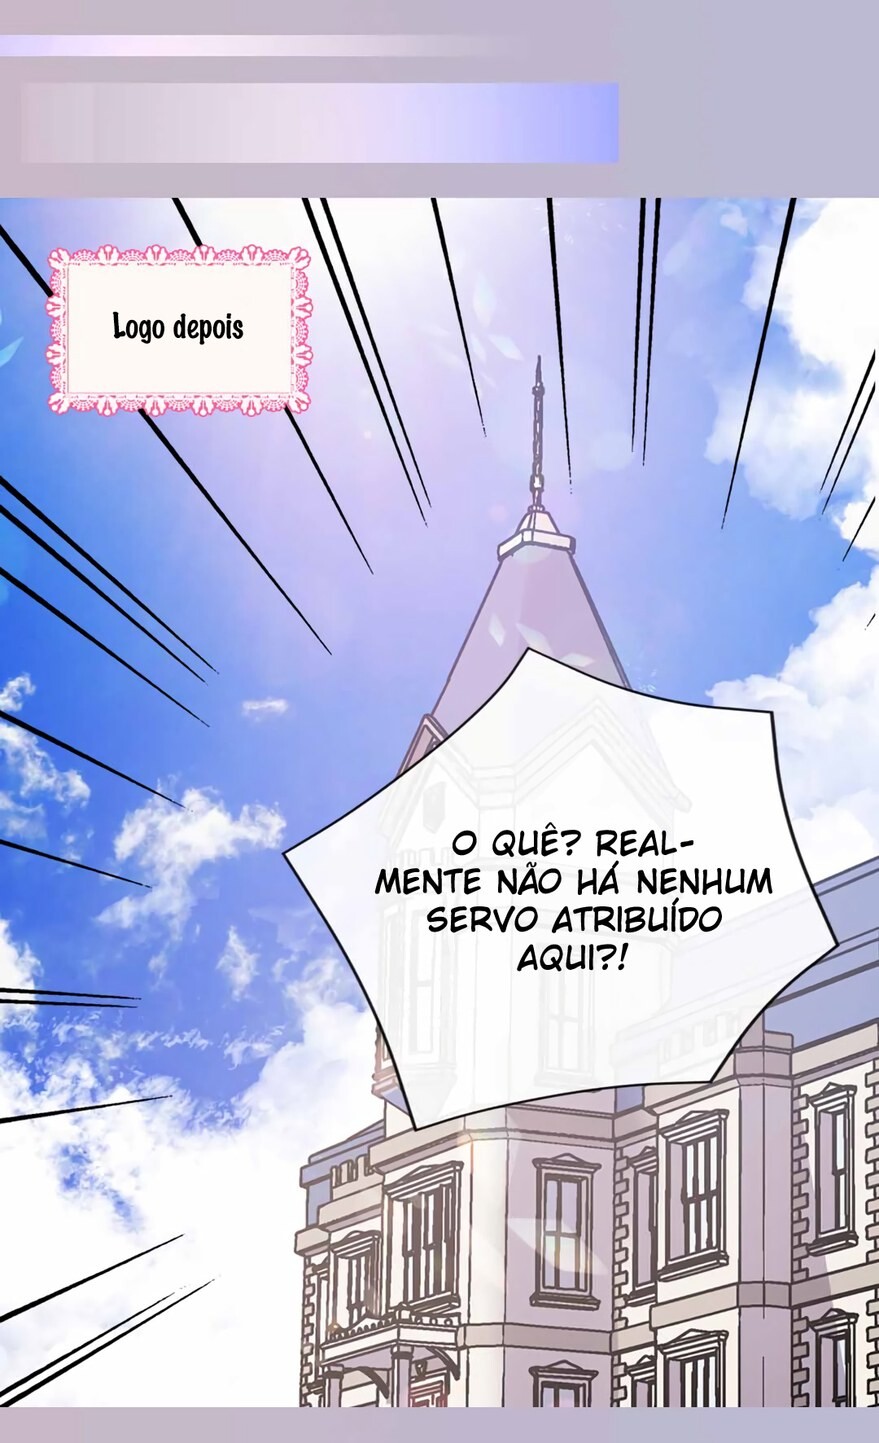 Logo depois
O QUÊ? REAL-
MENTE NÃO HÁ NENHUM
SERVO ATRIBUÍDO
AQUI?!